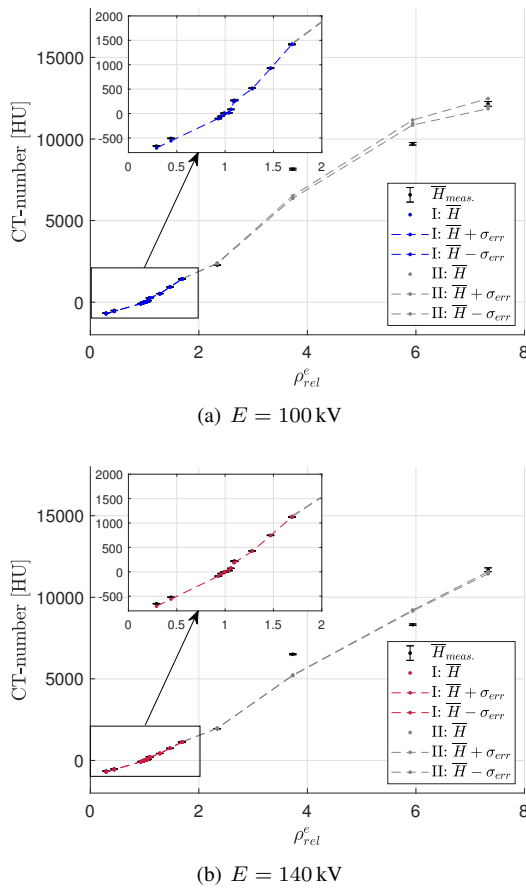 2000
1500
1000
500
0
-500
0 0.5 1 1.5 2
15000
10000
5000
0
CT-number [HU]
H̅meas.
I: H̅
I: H̅ + σerr
I: H̅ − σerr
II: H̅
II: H̅ + σerr
II: H̅ − σerr
0 2 4 6 8
ρ^e_rel
(a) E = 100 kV
2000
1500
1000
500
0
-500
0 0.5 1 1.5 2
15000
10000
5000
0
CT-number [HU]
H̅meas.
I: H̅
I: H̅ + σerr
I: H̅ − σerr
II: H̅
II: H̅ + σerr
II: H̅ − σerr
0 2 4 6 8
ρ^e_rel
(b) E = 140 kV